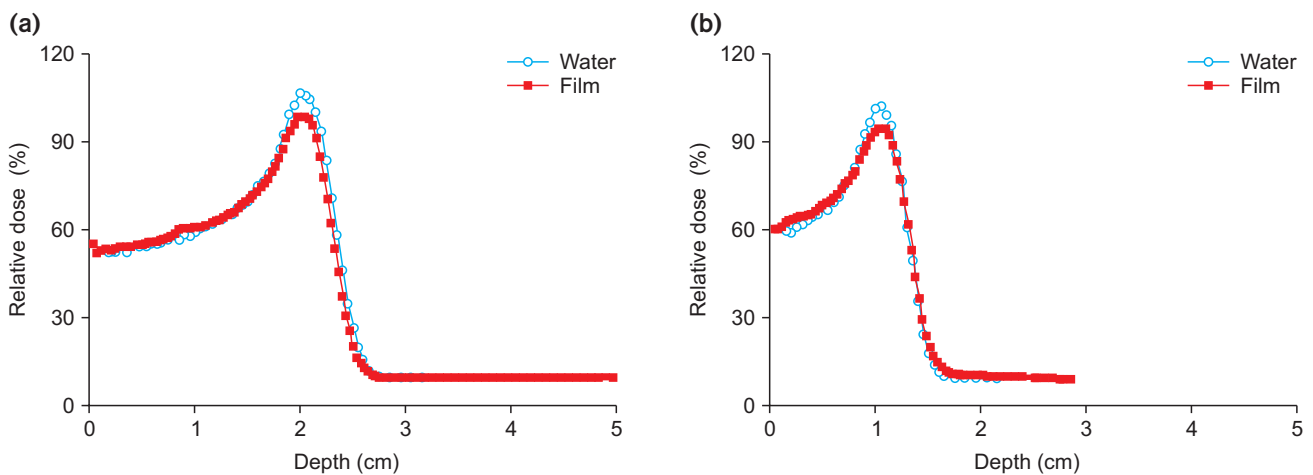 (a)
120
90
60
30
0
Relative dose (%)
0 1 2 3 4 5
Depth (cm)
Water
Film
(b)
120
90
60
30
0
Relative dose (%)
0 1 2 3 4 5
Depth (cm)
Water
Film